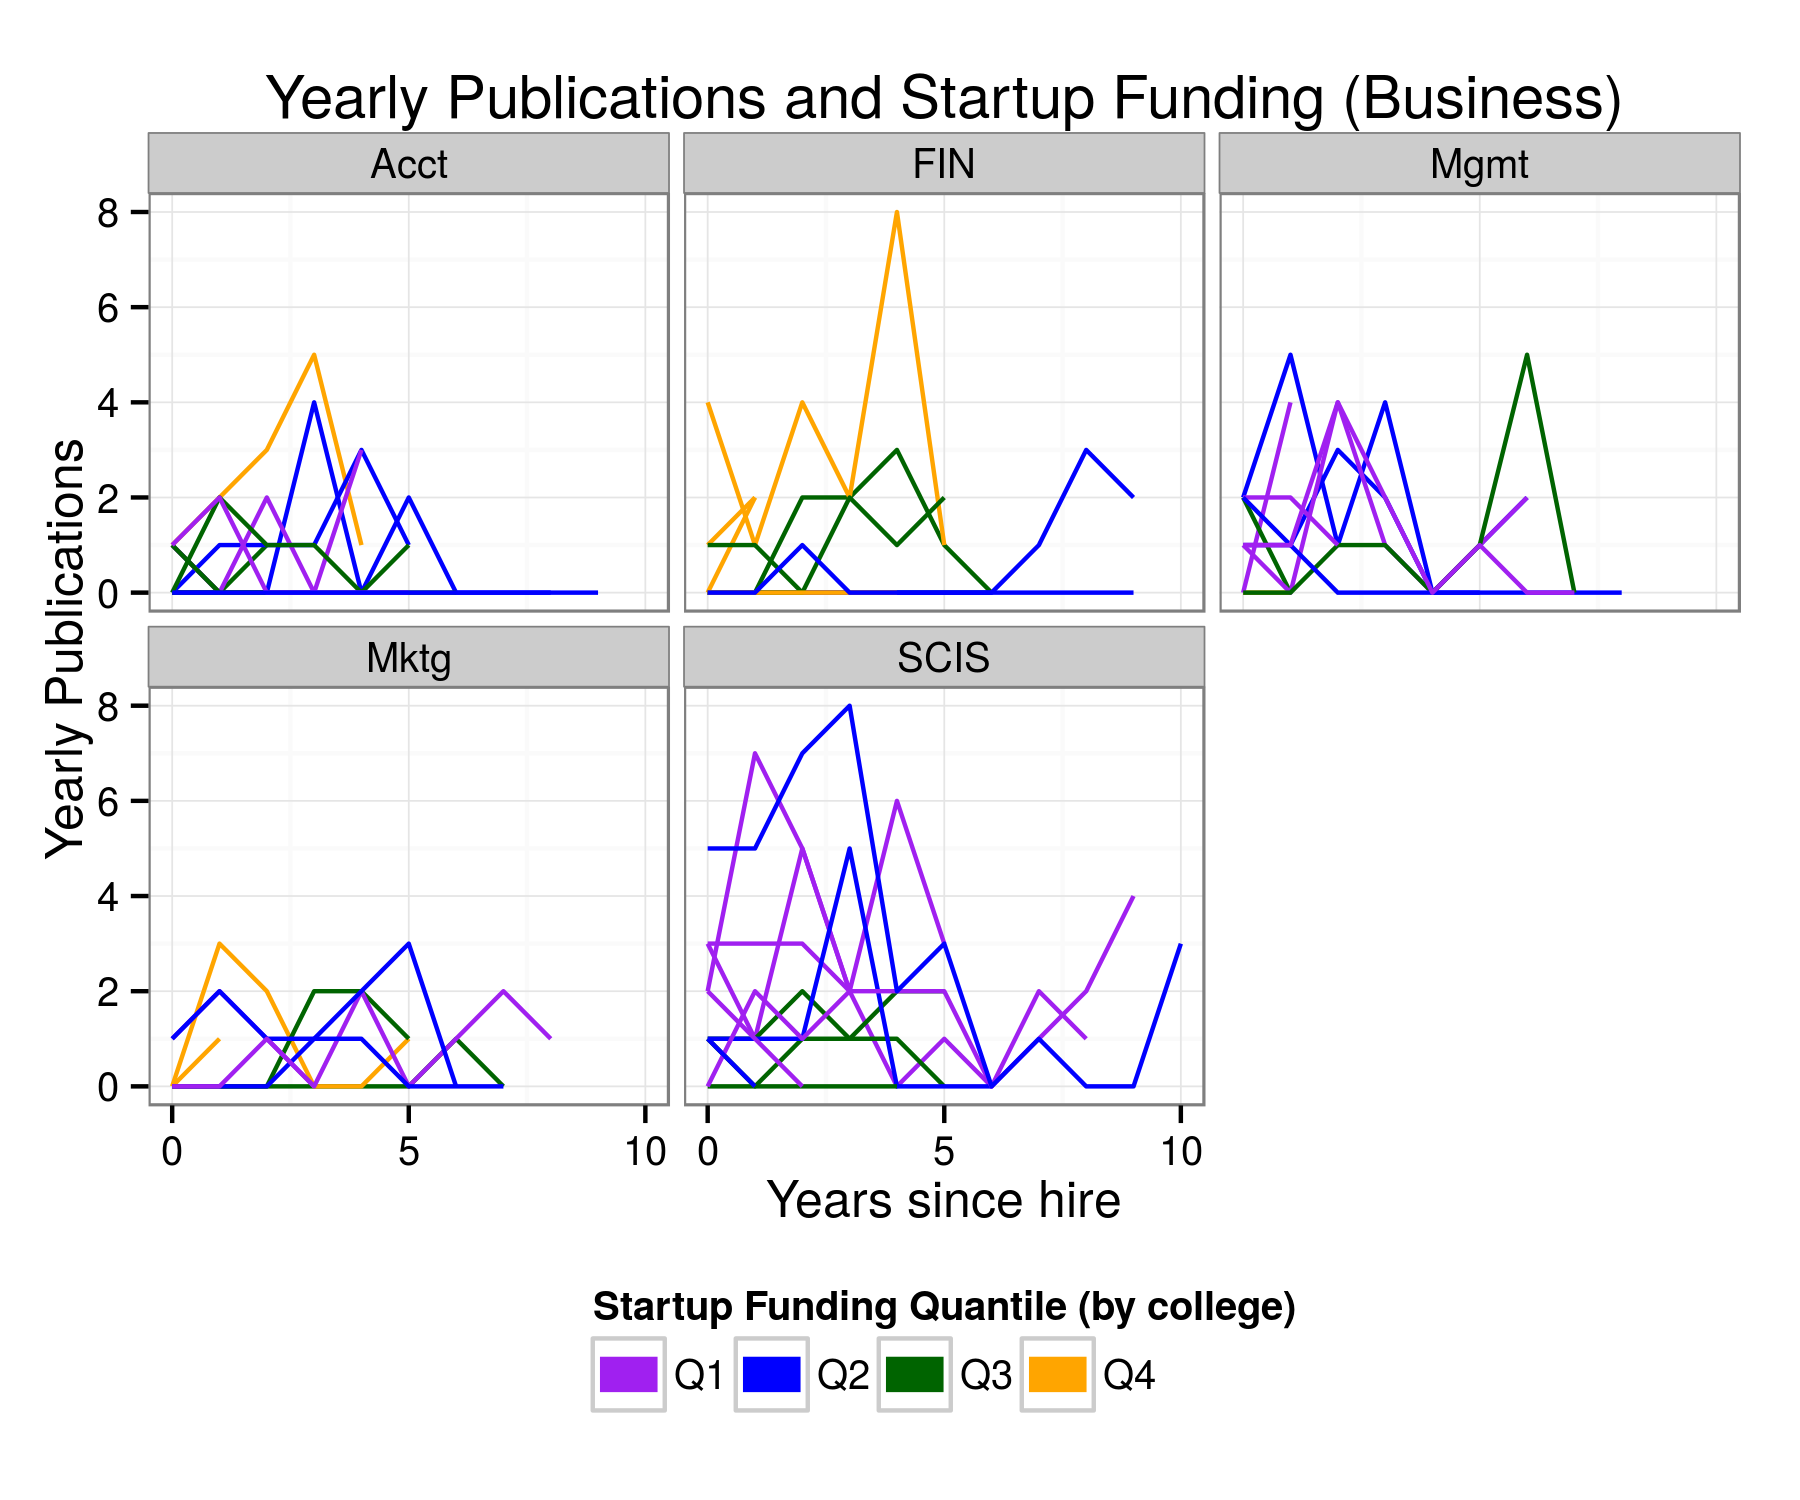 Yearly Publications and Startup Funding (Business)
Acct FIN Mgmt
8
6
4
2
0
Yearly Publications
Mktg SCIS
8
6
4
2
0
0 5 10 0 5 10
Years since hire
Startup Funding Quantile (by college)
Q1 Q2 Q3 Q4